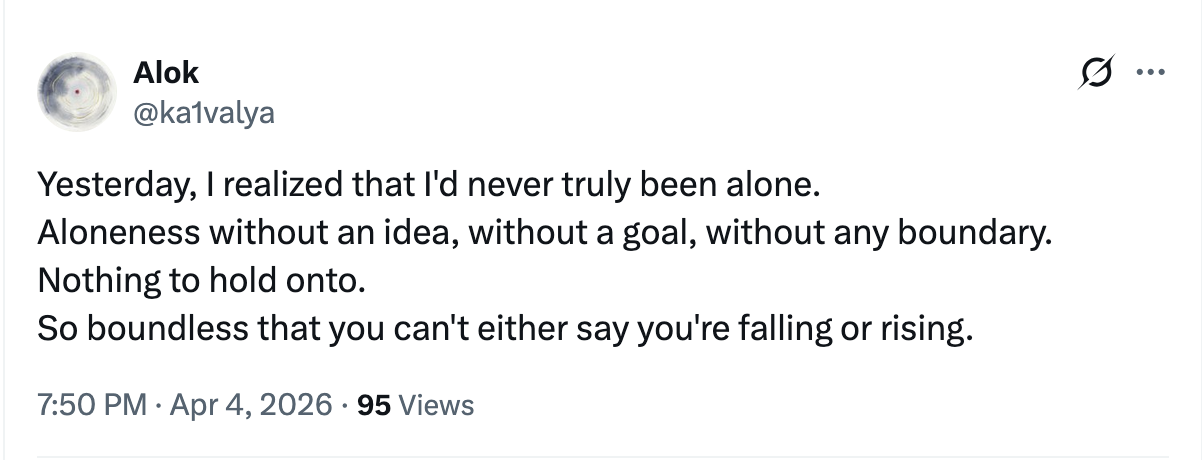 Alok
@ka1valya
Yesterday, I realized that I'd never truly been alone.
Aloneness without an idea, without a goal, without any boundary.
Nothing to hold onto.
So boundless that you can't either say you're falling or rising.
7:50 PM · Apr 4, 2026 · 95 Views